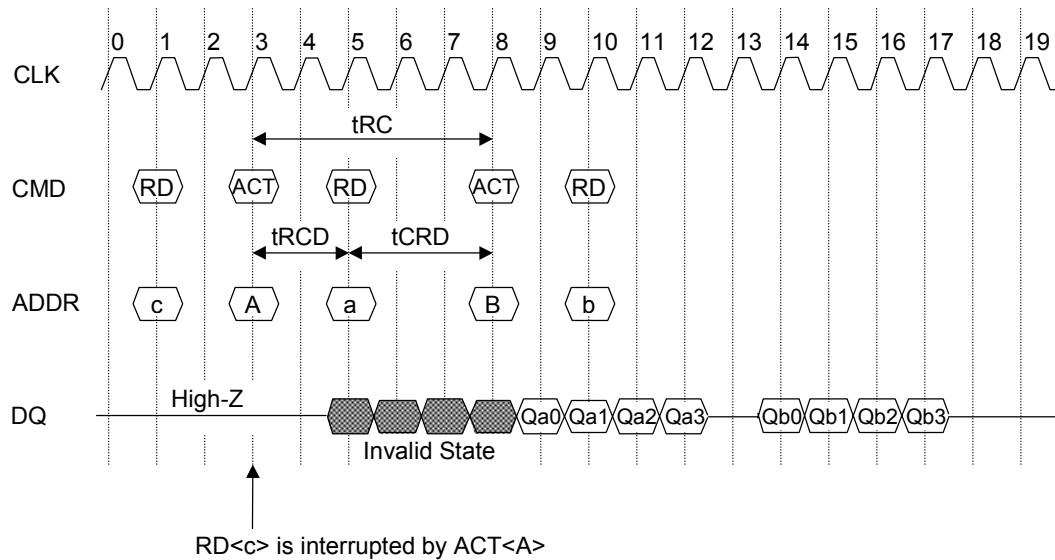 0 1 2 3 4 5 6 7 8 9 10 11 12 13 14 15 16 17 18 19
CLK
tRC
CMD RD ACT RD ACT RD
tRCD tCRD
ADDR c A a B b
High-Z
DQ Qa0 Qa1 Qa2 Qa3 Qb0 Qb1 Qb2 Qb3
Invalid State
RD<c> is interrupted by ACT<A>